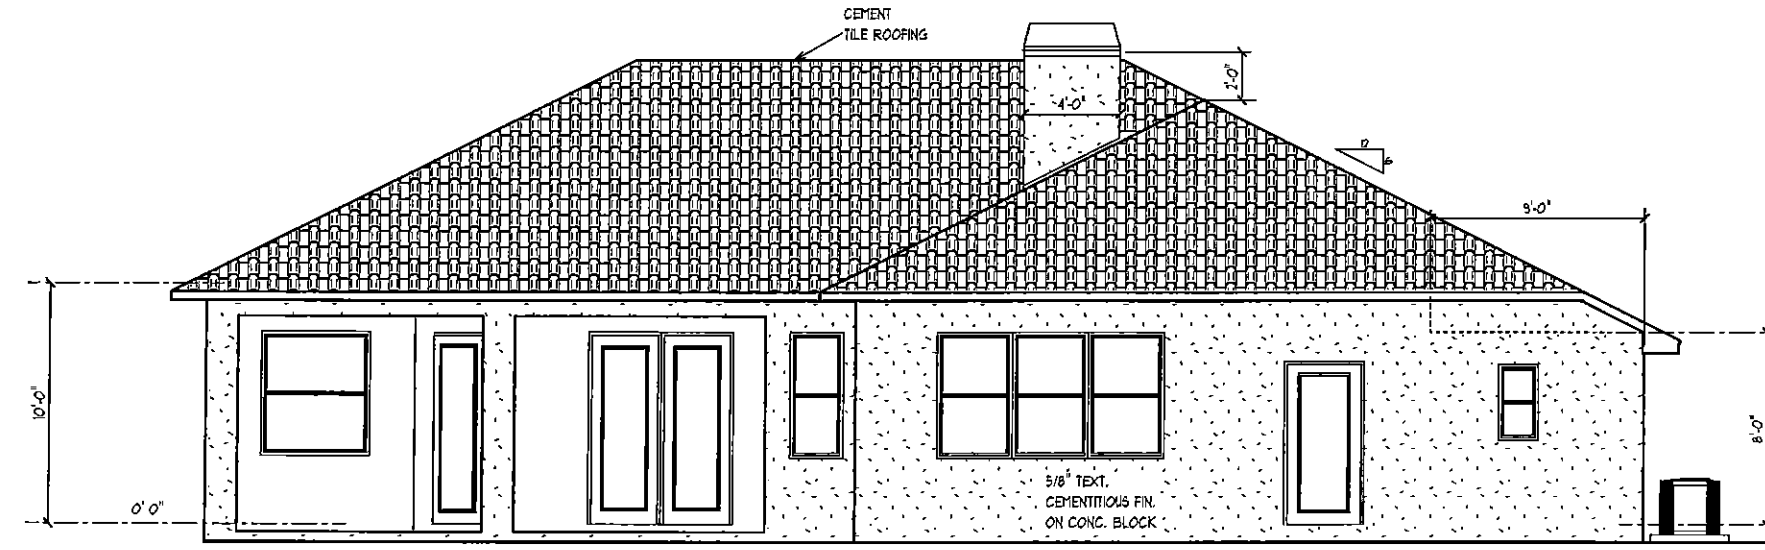 CEMENT
TILE ROOFING
2'-0"
4'-0"
12
6
9'-0"
10'-0"
8'-0"
0' 0"
5/8" TEXT.
CEMENTITIOUS FIN.
ON CONC. BLOCK